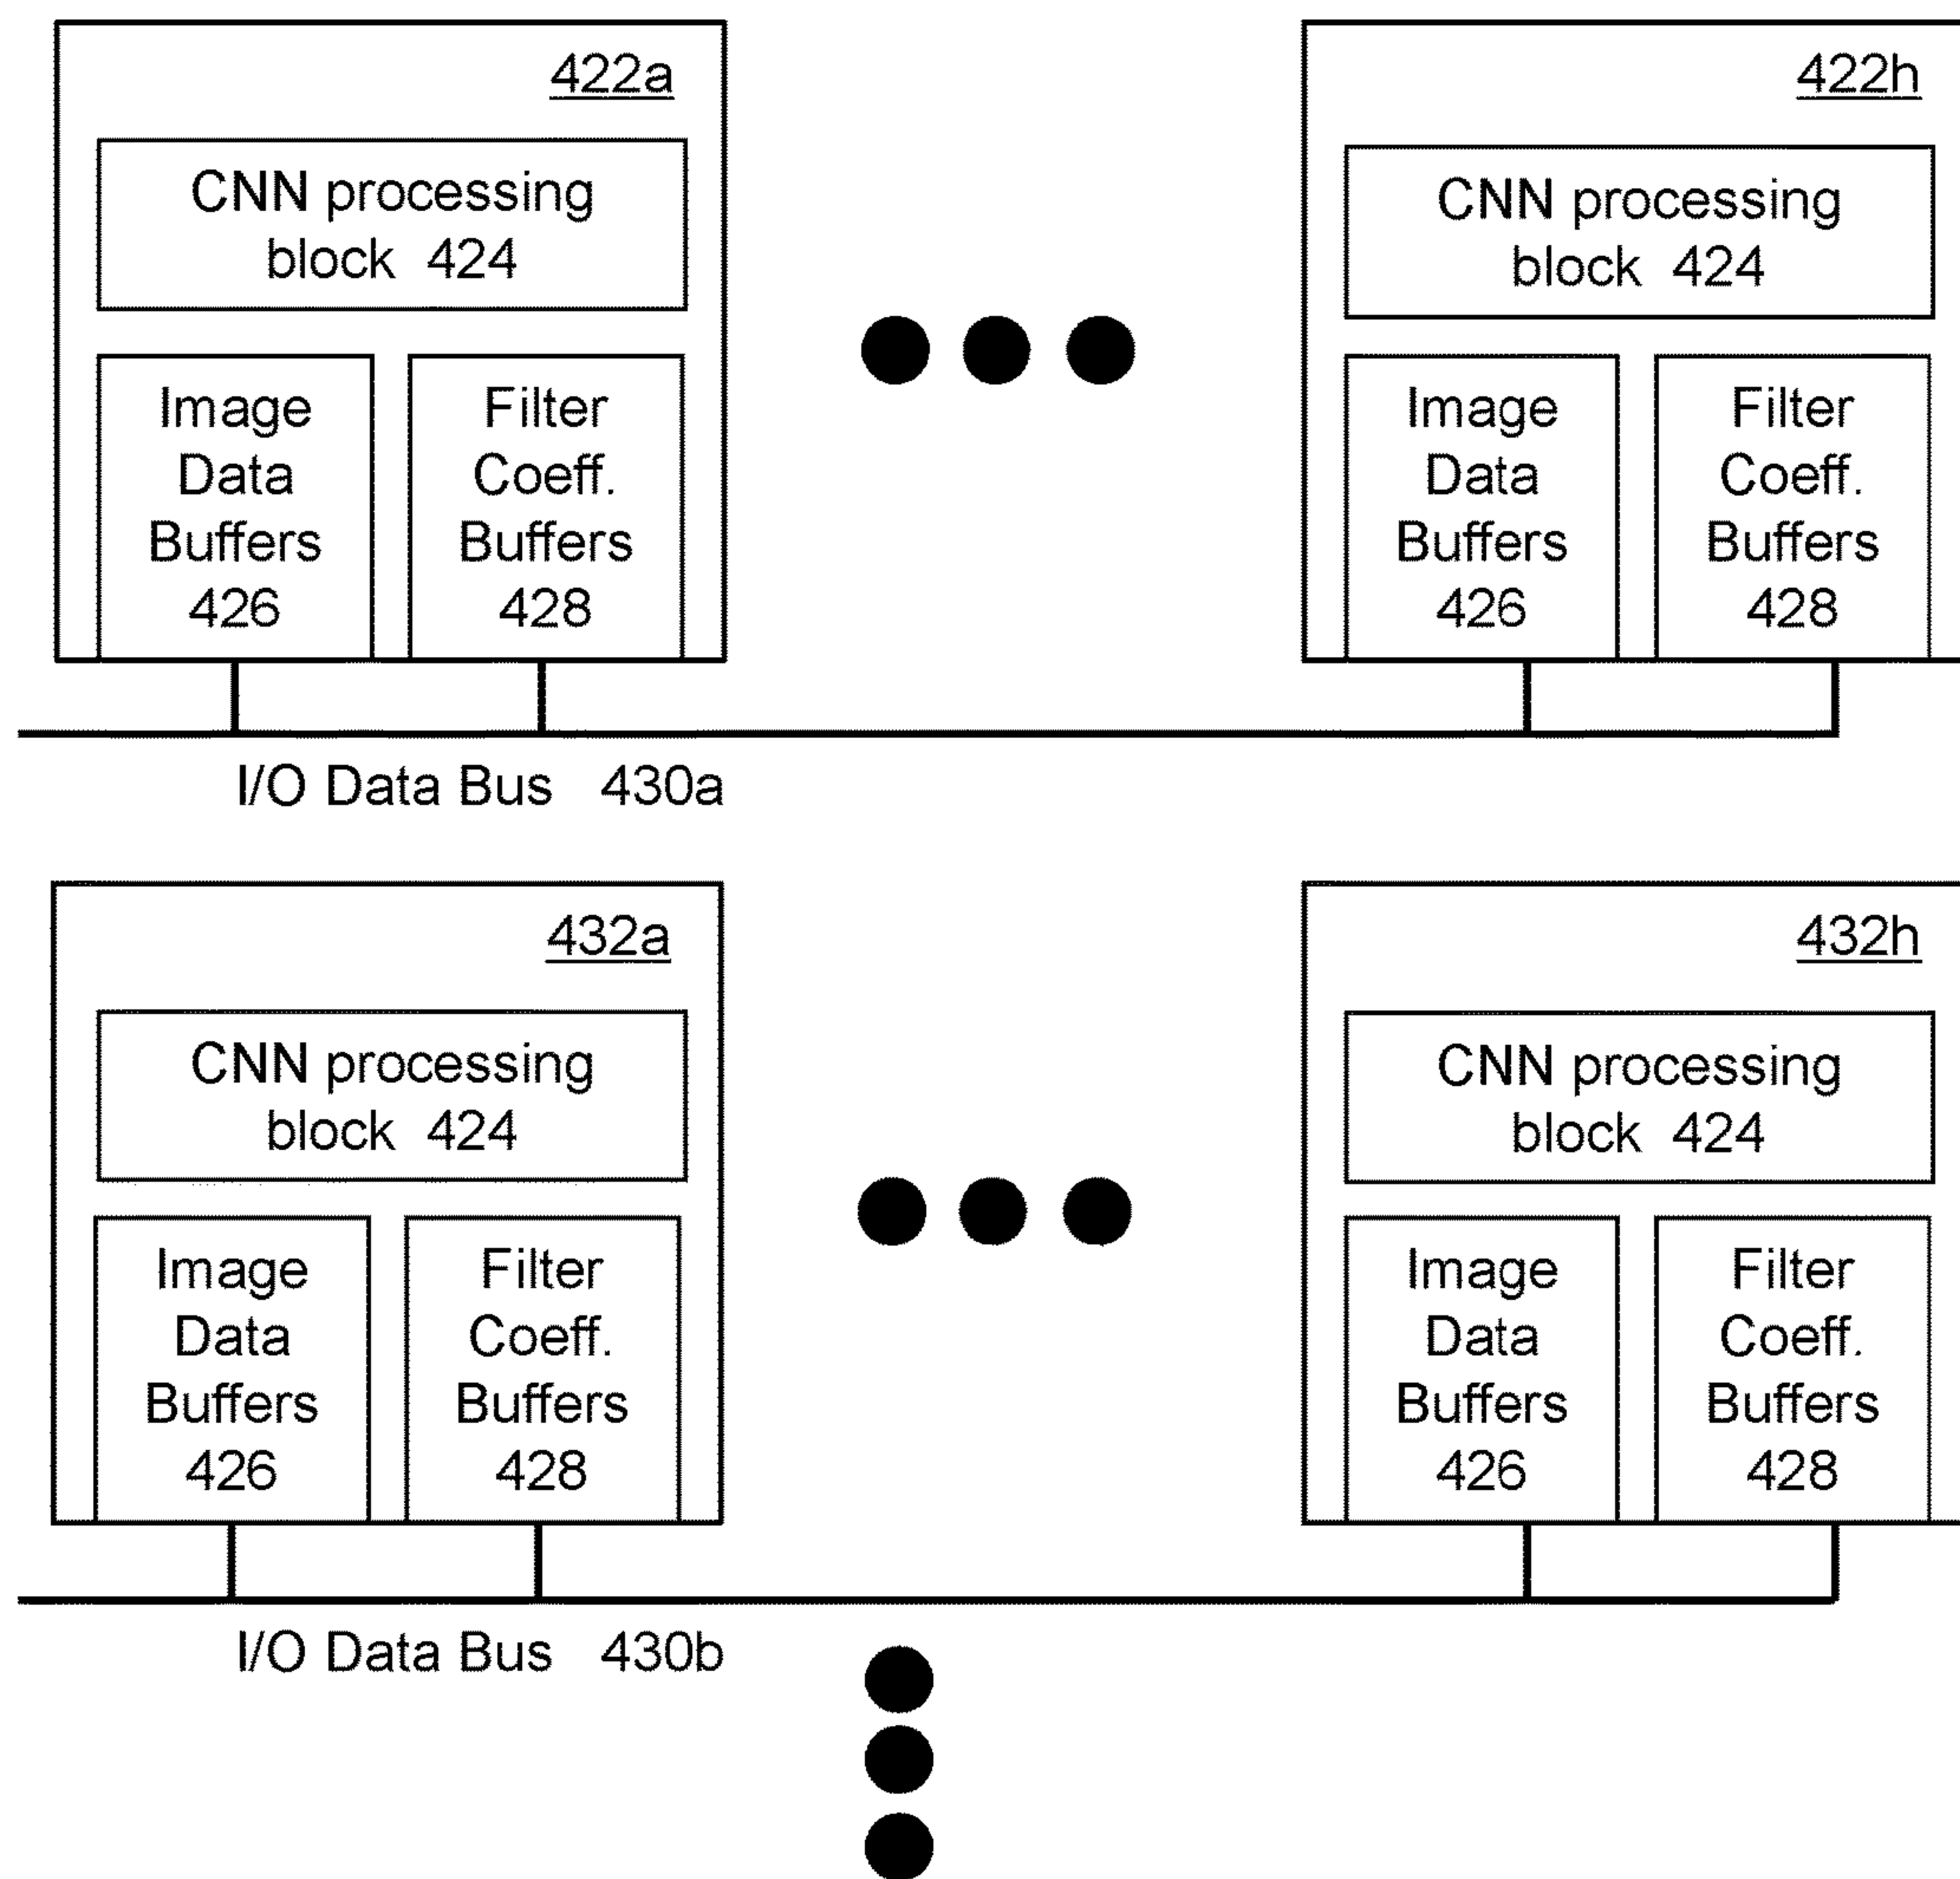 422a
CNN processing
block 424
Image
Data
Buffers
426
Filter
Coeff.
Buffers
428
422h
CNN processing
block 424
Image
Data
Buffers
426
Filter
Coeff.
Buffers
428
I/O Data Bus 430a
432a
CNN processing
block 424
Image
Data
Buffers
426
Filter
Coeff.
Buffers
428
432h
CNN processing
block 424
Image
Data
Buffers
426
Filter
Coeff.
Buffers
428
I/O Data Bus 430b